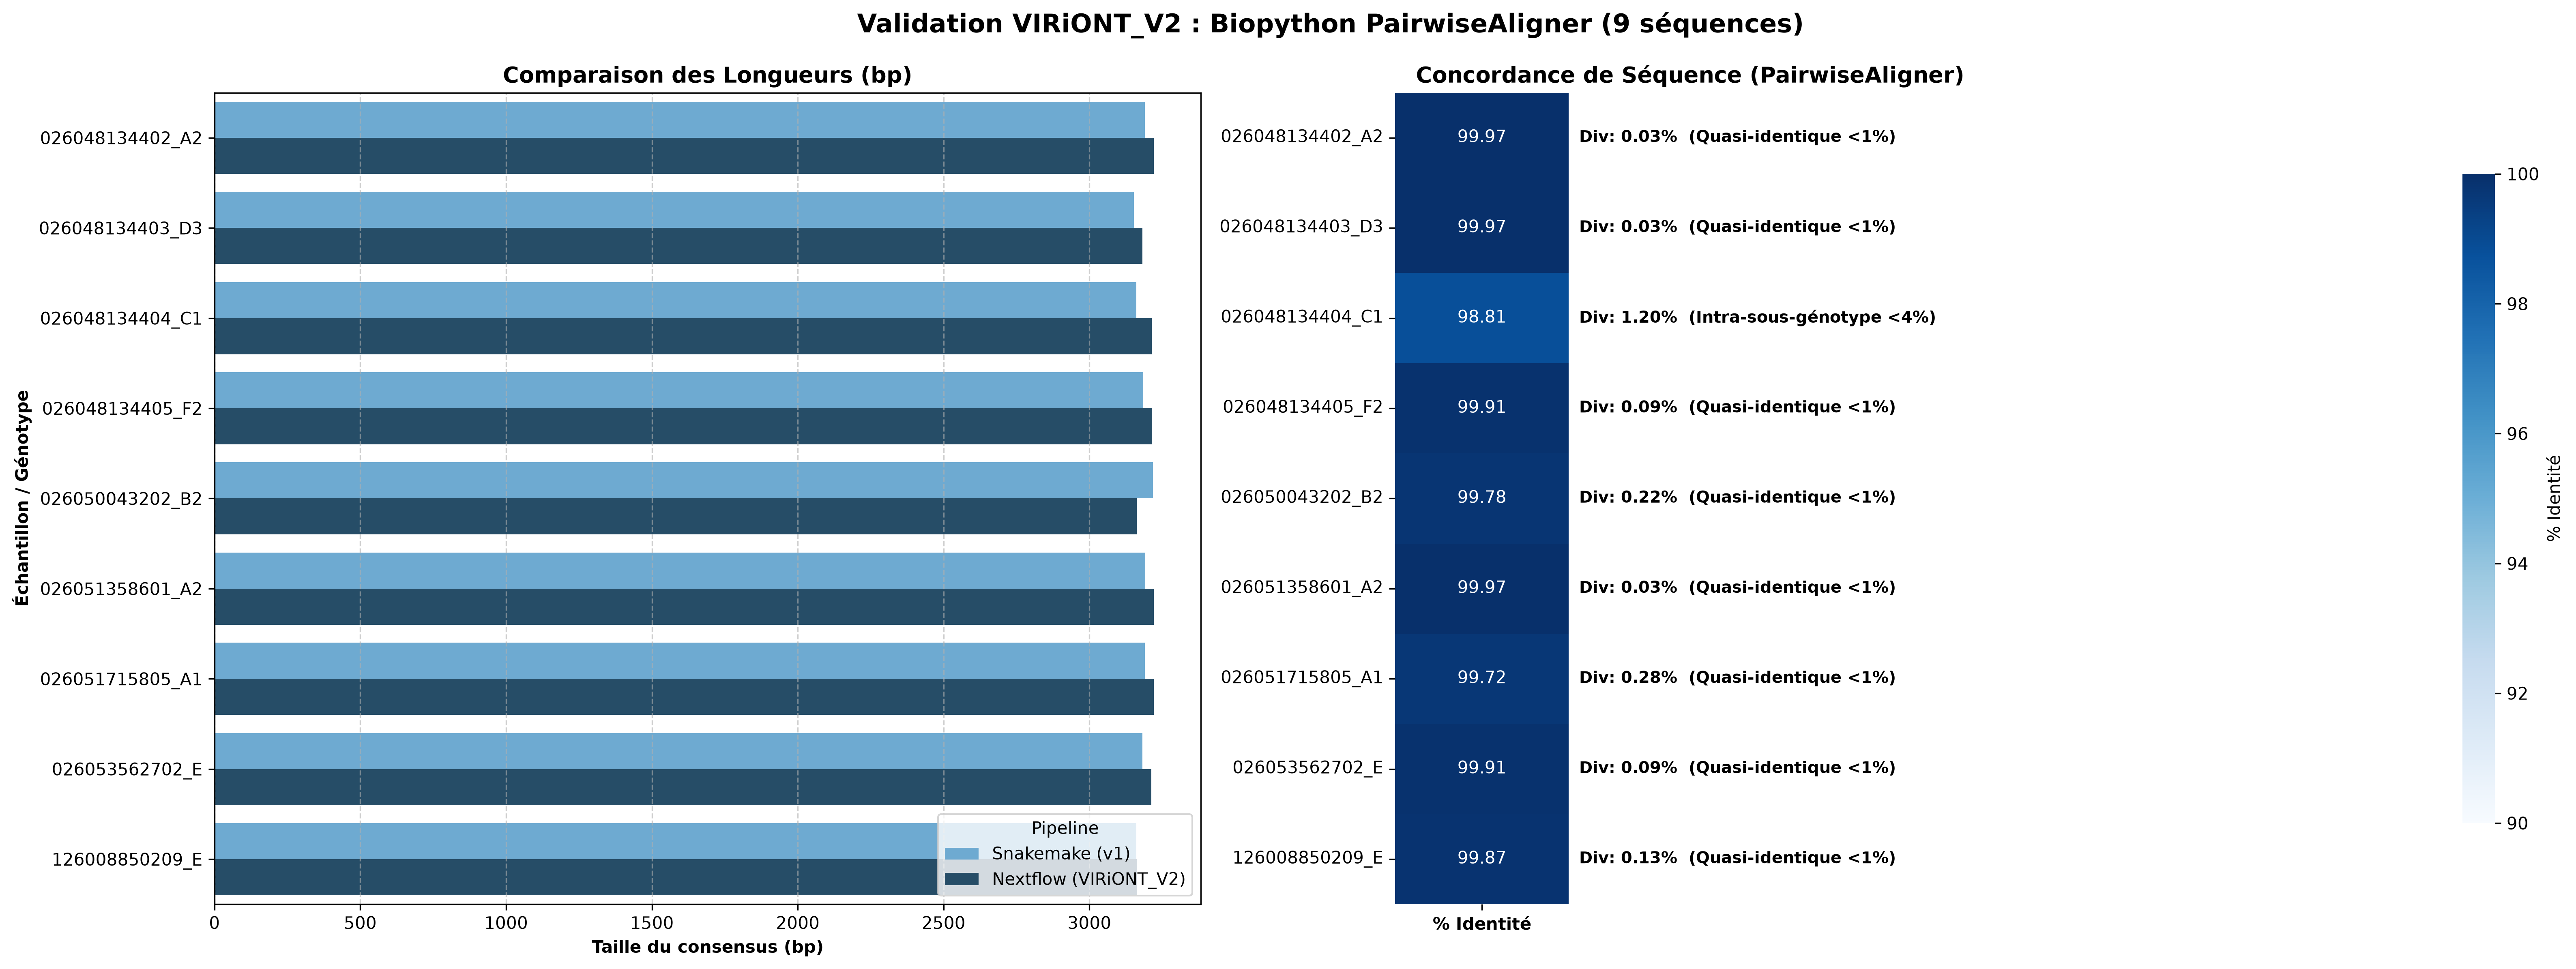 Validation VIRiONT_V2 : Biopython PairwiseAligner (9 séquences)
Comparaison des Longueurs (bp)
Échantillon / Génotype
026048134402_A2
026048134403_D3
026048134404_C1
026048134405_F2
026050043202_B2
026051358601_A2
026051715805_A1
026053562702_E
126008850209_E
Pipeline
Snakemake (v1)
Nextflow (VIRiONT_V2)
0 500 1000 1500 2000 2500 3000
Taille du consensus (bp)
Concordance de Séquence (PairwiseAligner)
026048134402_A2 99.97 Div: 0.03% (Quasi-identique <1%)
026048134403_D3 99.97 Div: 0.03% (Quasi-identique <1%)
026048134404_C1 98.81 Div: 1.20% (Intra-sous-génotype <4%)
026048134405_F2 99.91 Div: 0.09% (Quasi-identique <1%)
026050043202_B2 99.78 Div: 0.22% (Quasi-identique <1%)
026051358601_A2 99.97 Div: 0.03% (Quasi-identique <1%)
026051715805_A1 99.72 Div: 0.28% (Quasi-identique <1%)
026053562702_E 99.91 Div: 0.09% (Quasi-identique <1%)
126008850209_E 99.87 Div: 0.13% (Quasi-identique <1%)
% Identité
100
98
96
94
92
90
% Identité